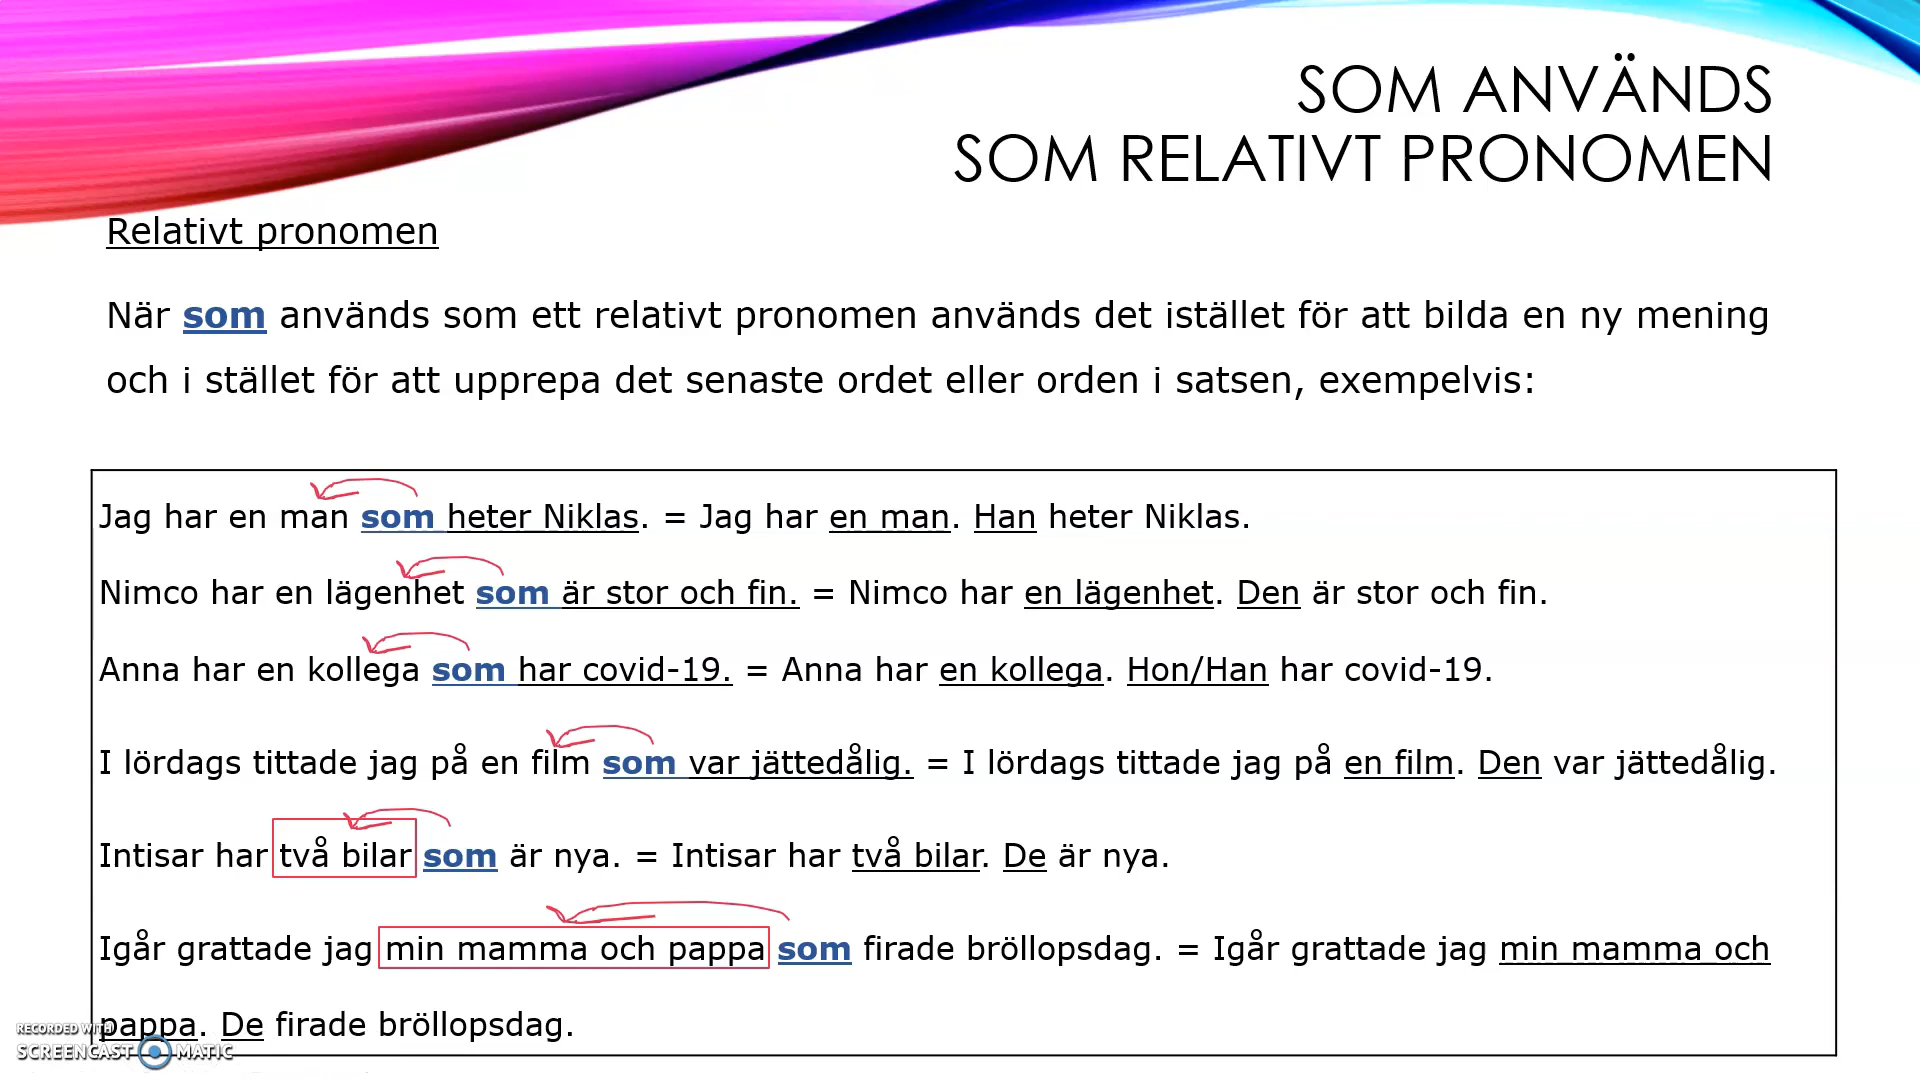 SOM ANVÄNDS
SOM RELATIVT PRONOMEN
Relativt pronomen
När som används som ett relativt pronomen används det istället för att bilda en ny mening
och i stället för att upprepa det senaste ordet eller orden i satsen, exempelvis:
Jag har en man som heter Niklas. = Jag har en man. Han heter Niklas.
Nimco har en lägenhet som är stor och fin. = Nimco har en lägenhet. Den är stor och fin.
Anna har en kollega som har covid-19. = Anna har en kollega. Hon/Han har covid-19.
I lördags tittade jag på en film som var jättedålig. = I lördags tittade jag på en film. Den var jättedålig.
Intisar har två bilar som är nya. = Intisar har två bilar. De är nya.
Igår grattade jag min mamma och pappa som firade bröllopsdag. = Igår grattade jag min mamma och
pappa. De firade bröllopsdag.
RECORDED WITH
SCREENCAST MATIC